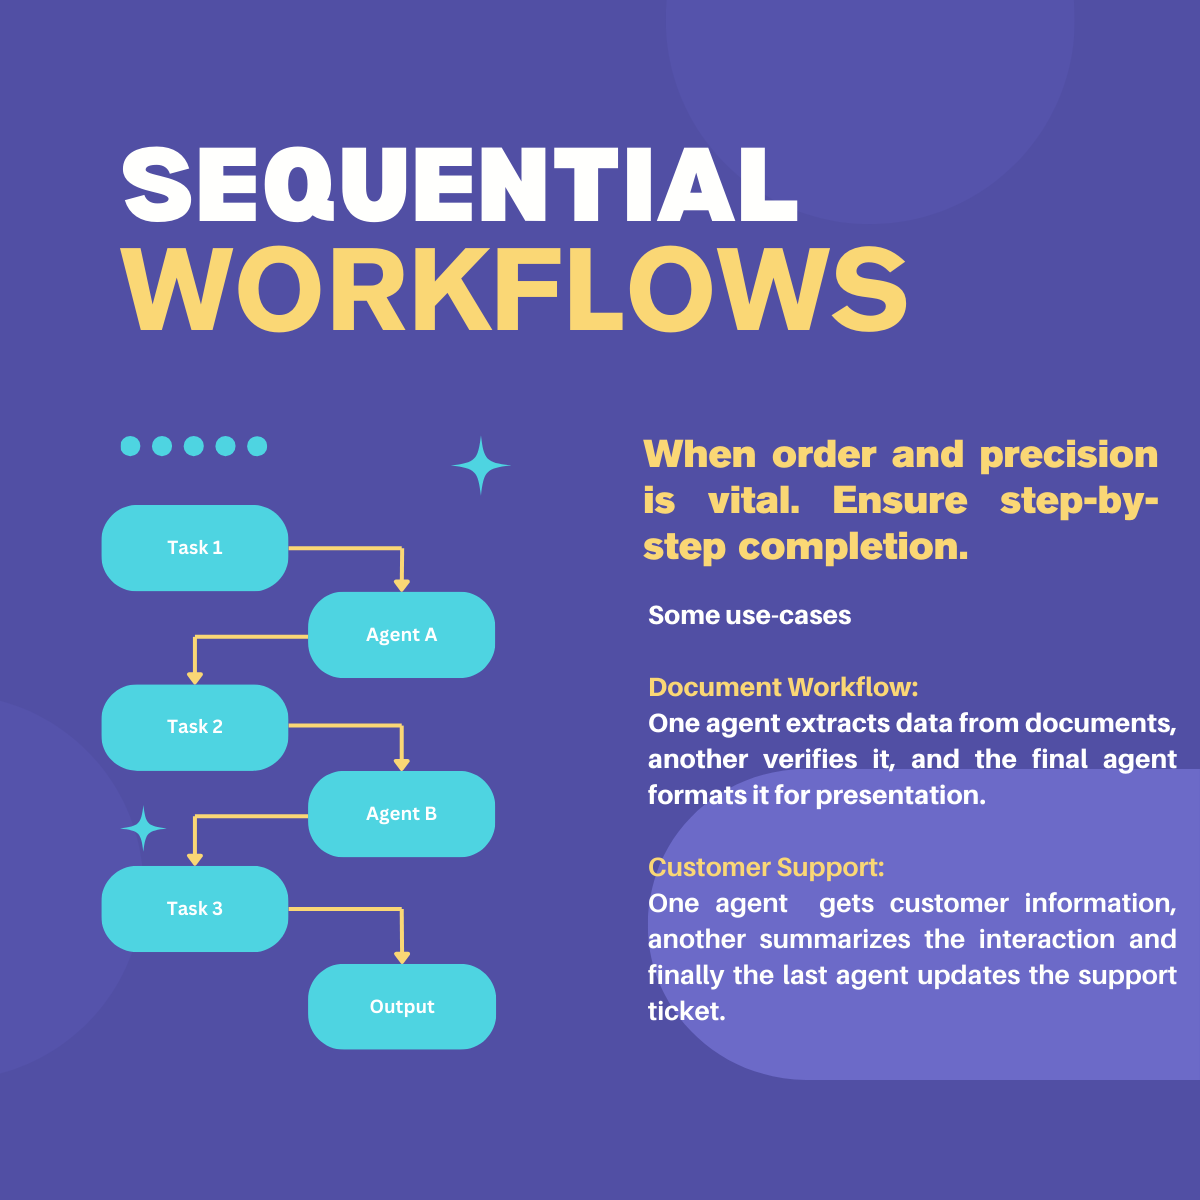 SEQUENTIAL
WORKFLOWS
Task 1
Agent A
Task 2
Agent B
Task 3
Output
When order and precision
is vital. Ensure step-by-
step completion.
Some use-cases
Document Workflow:
One agent extracts data from documents,
another verifies it, and the final agent
formats it for presentation.
Customer Support:
One agent gets customer information,
another summarizes the interaction and
finally the last agent updates the support
ticket.